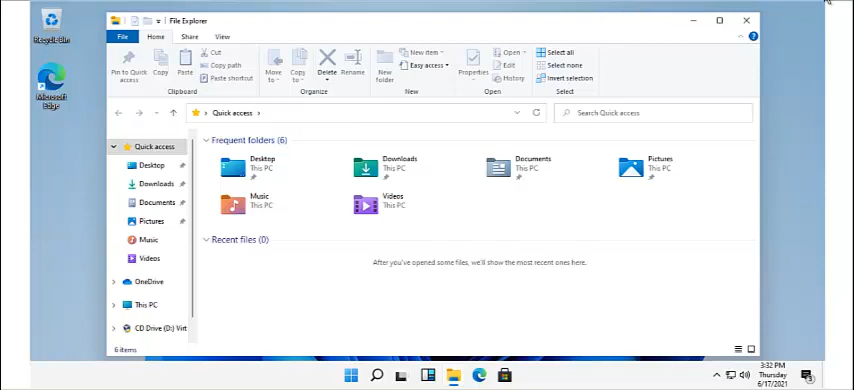 Recycle Bin
Microsoft
Edge
File Explorer
File Home Share View
Pin to Quick
access
Copy
Paste
Cut
Copy path
Paste shortcut
Clipboard
Move
to
Copy
to
Delete
Rename
Organize
New
folder
New item
Easy access
New
Properties
Open
Edit
History
Open
Select all
Select none
Invert selection
Select
Quick access
Search Quick access
Quick access
Desktop
Downloads
Documents
Pictures
Music
Videos
OneDrive
This PC
CD Drive (D:) Virt
Frequent folders (6)
Desktop
This PC
Downloads
This PC
Documents
This PC
Pictures
This PC
Music
This PC
Videos
This PC
Recent files (0)
After you've opened some files, we'll show the most recent ones here.
6 items
3:32 PM
Thursday
6/17/2021
3